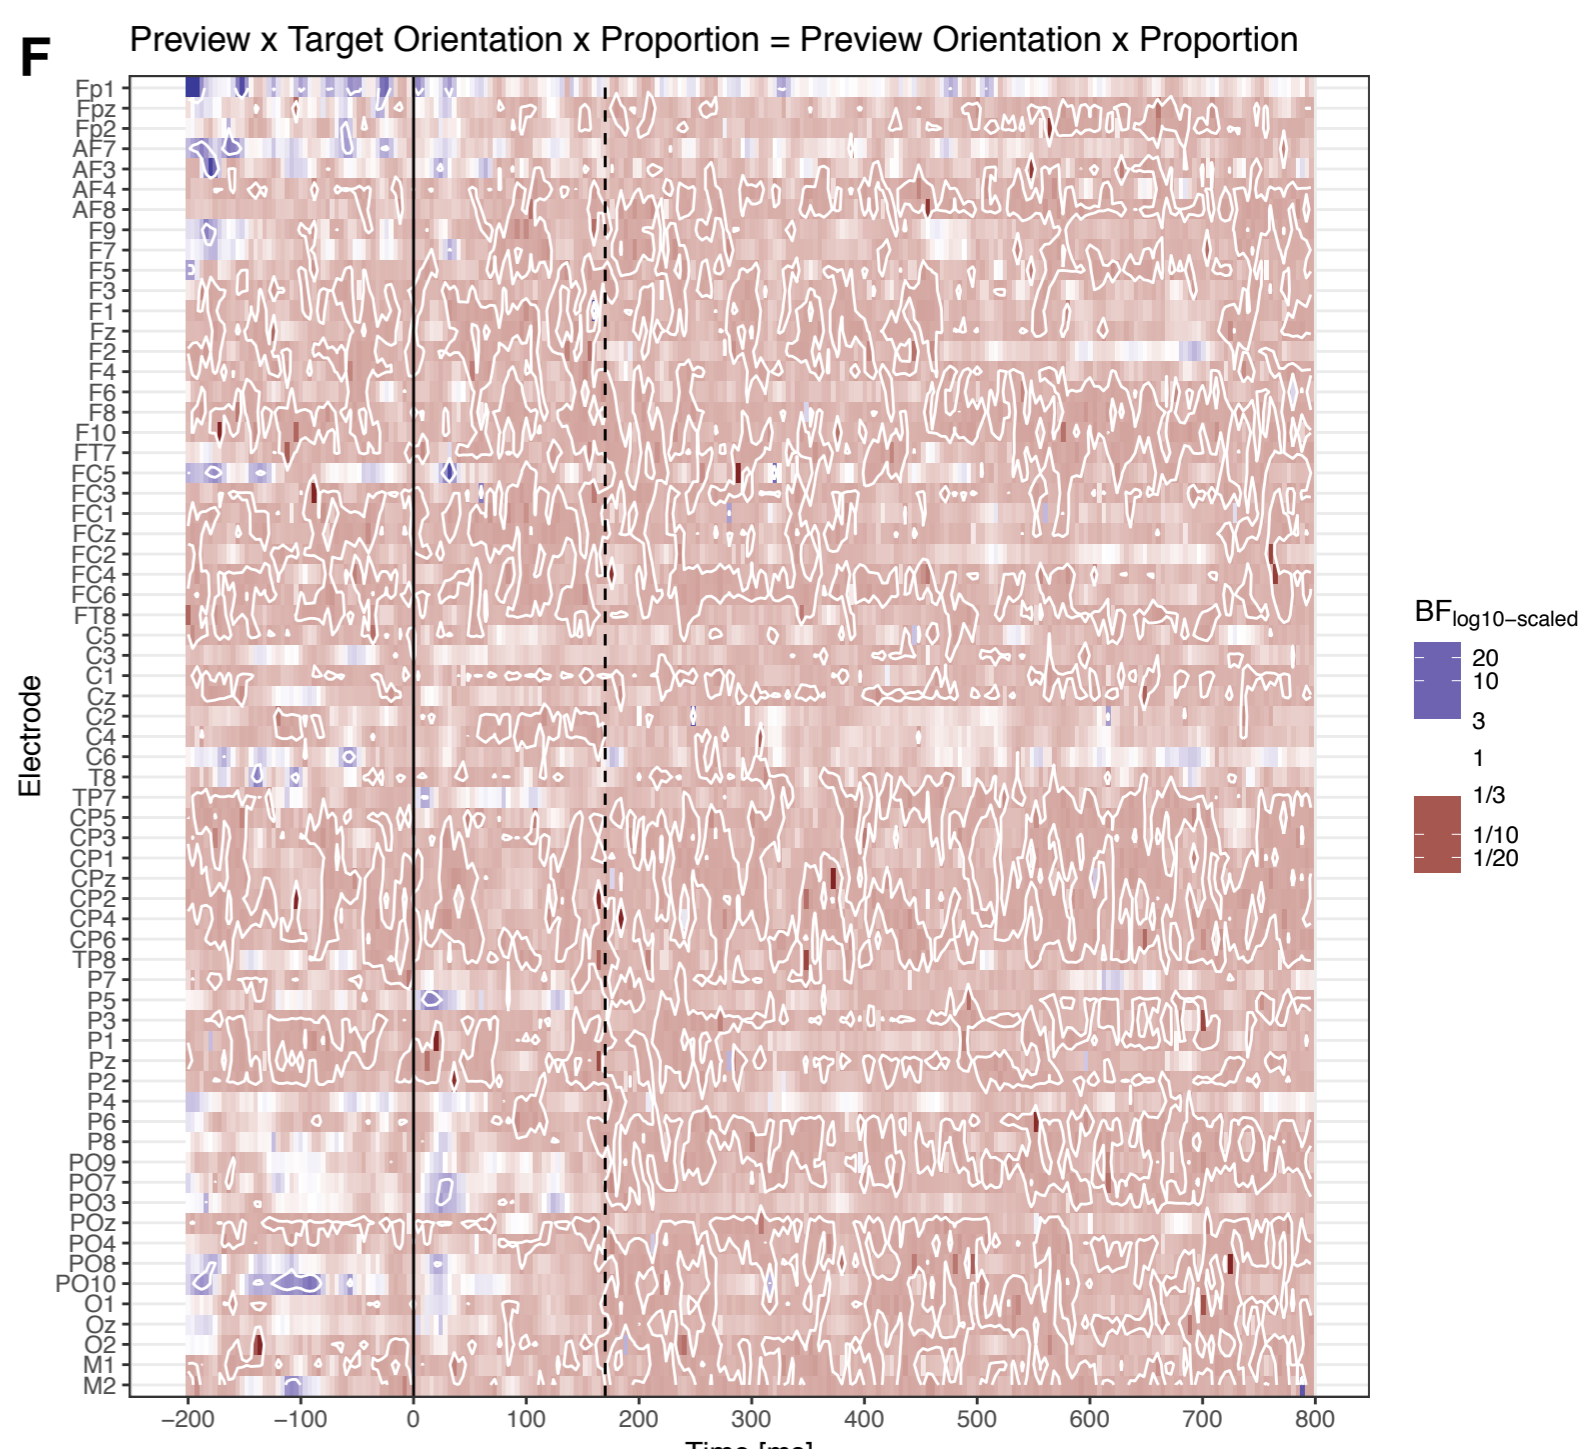 F
Preview x Target Orientation x Proportion = Preview Orientation x Proportion
Electrode
Fp1
Fpz
Fp2
AF7
AF3
AF4
AF8
F9
F7
F5
F3
F1
Fz
F2
F4
F6
F8
F10
FT7
FC5
FC3
FC1
FCz
FC2
FC4
FC6
FT8
C5
C3
C1
Cz
C2
C4
C6
T8
TP7
CP5
CP3
CP1
CPz
CP2
CP4
CP6
TP8
P7
P5
P3
P1
Pz
P2
P4
P6
P8
PO9
PO7
PO3
POz
PO4
PO8
PO10
O1
Oz
O2
M1
M2
−200 −100 0 100 200 300 400 500 600 700 800
Time [ms]
BFlog10−scaled
20
10
3
1
1/3
1/10
1/20